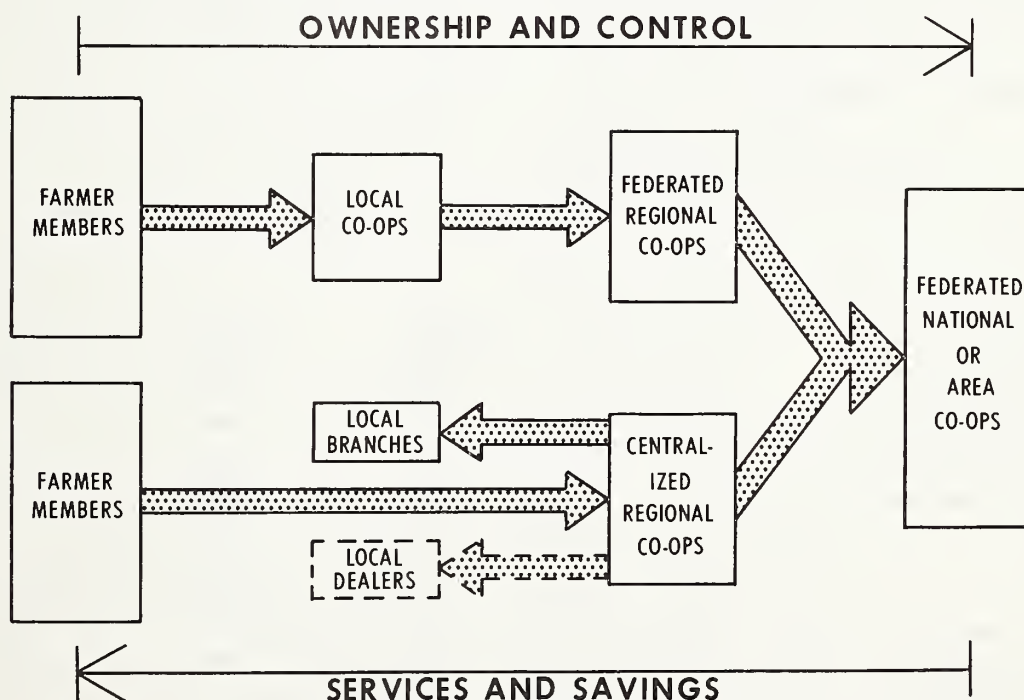 OWNERSHIP AND CONTROL
FARMER
MEMBERS
LOCAL
CO-OPS
FEDERATED
REGIONAL
CO-OPS
FEDERATED
NATIONAL
OR
AREA
CO-OPS
FARMER
MEMBERS
LOCAL
BRANCHES
LOCAL
DEALERS
CENTRAL-
IZED
REGIONAL
CO-OPS
SERVICES AND SAVINGS